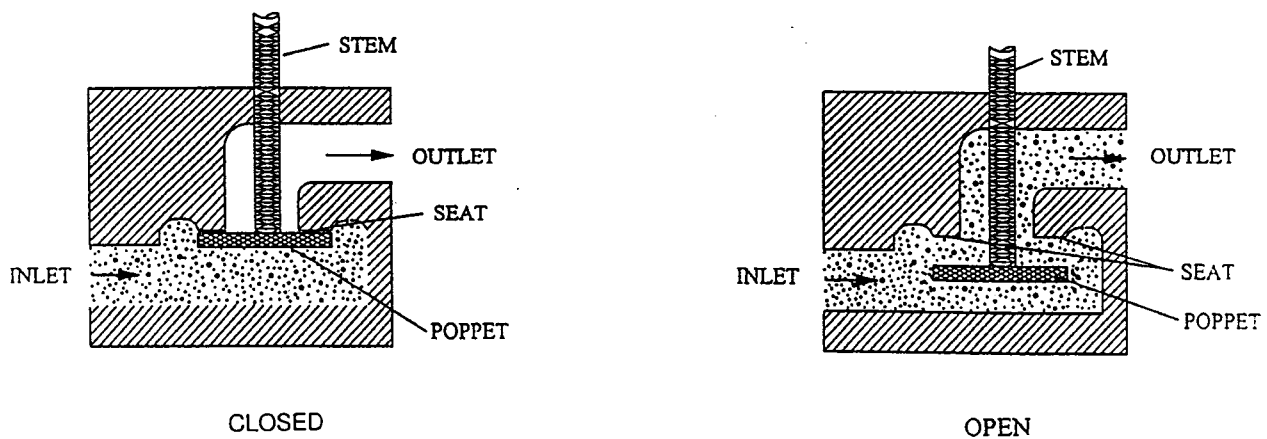 STEM
OUTLET
SEAT
INLET
POPPET
CLOSED
STEM
OUTLET
INLET
SEAT
POPPET
OPEN